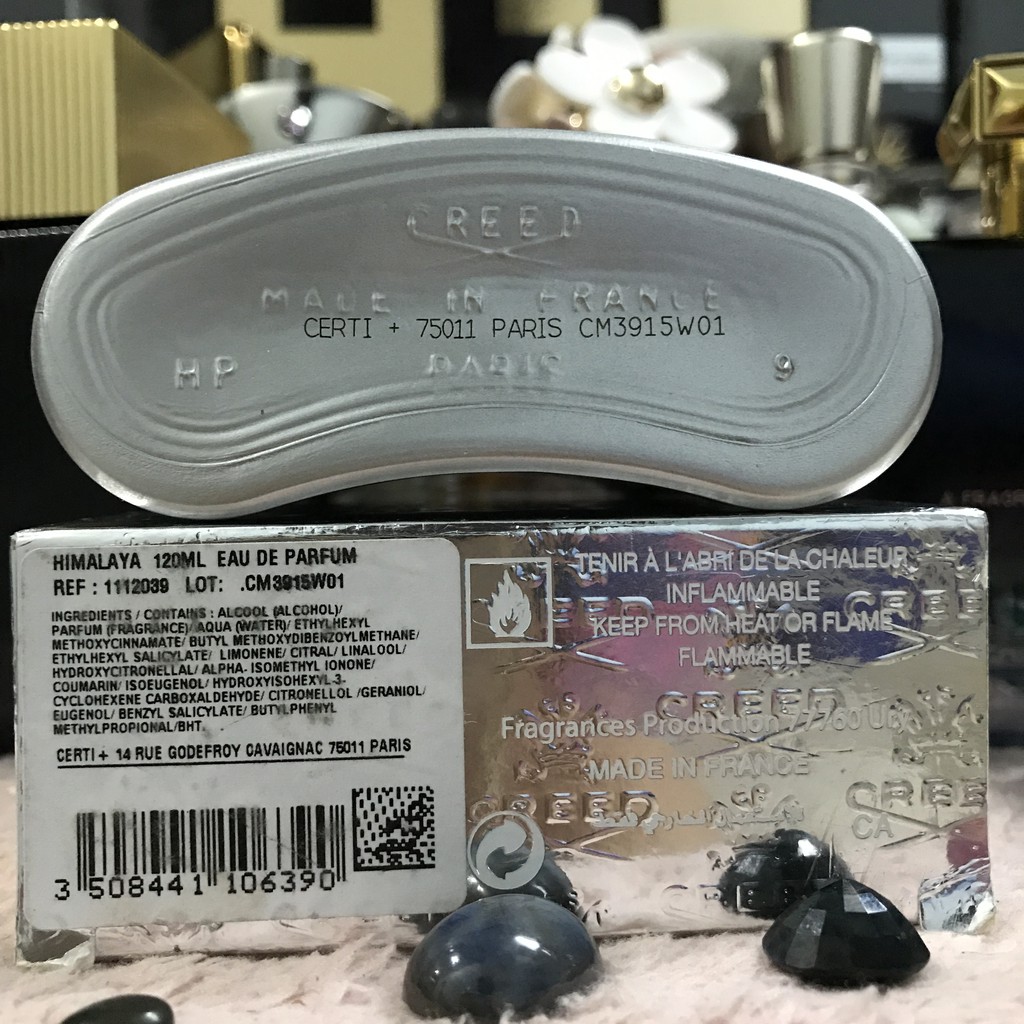 CREED
MADE IN FRANCE
CERTI + 75011 PARIS CM3915W01
HP PARIS 9
HIMALAYA 120ML EAU DE PARFUM
REF : 1112039 LOT: .CM3915W01
INGREDIENTS / CONTAINS : ALCOOL (ALCOHOL)/
PARFUM (FRAGRANCE)/ AQUA (WATER)/ ETHYLHEXYL
METHOXYCINNAMATE/ BUTYL METHOXYDIBENZOYLMETHANE/
ETHYLHEXYL SALICYLATE/ LIMONENE/ CITRAL/ LINALOOL/
HYDROXYCITRONELLAL/ ALPHA- ISOMETHYL IONONE/
COUMARIN/ ISOEUGENOL/ HYDROXYISOHEXYL-3-
CYCLOHEXENE CARBOXALDEHYDE/ CITRONELLOL /GERANIOL/
EUGENOL/ BENZYL SALICYLATE/ BUTYLPHENYL
METHYLPROPIONAL/BHT.
CERTI + 14 RUE GODEFROY CAVAIGNAC 75011 PARIS
3 508441 106390
TENIR À L'ABRI DE LA CHALEUR
INFLAMMABLE
KEEP FROM HEAT OR FLAME
FLAMMABLE
CREED
Fragrances Production 77760
MADE IN FRANCE
CREED